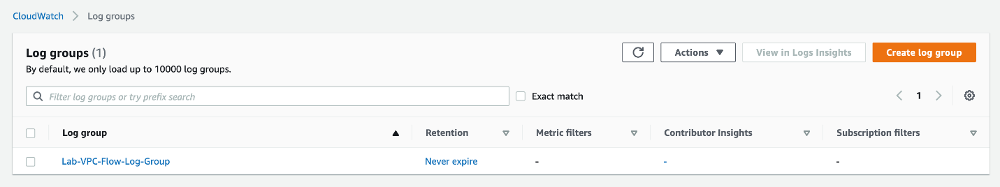 CloudWatch > Log groups
Log groups (1)
By default, we only load up to 10000 log groups.
Actions
View in Logs Insights
Create log group
Filter log groups or try prefix search
Exact match
1
Log group Retention Metric filters Contributor Insights Subscription filters
Lab-VPC-Flow-Log-Group Never expire - - -